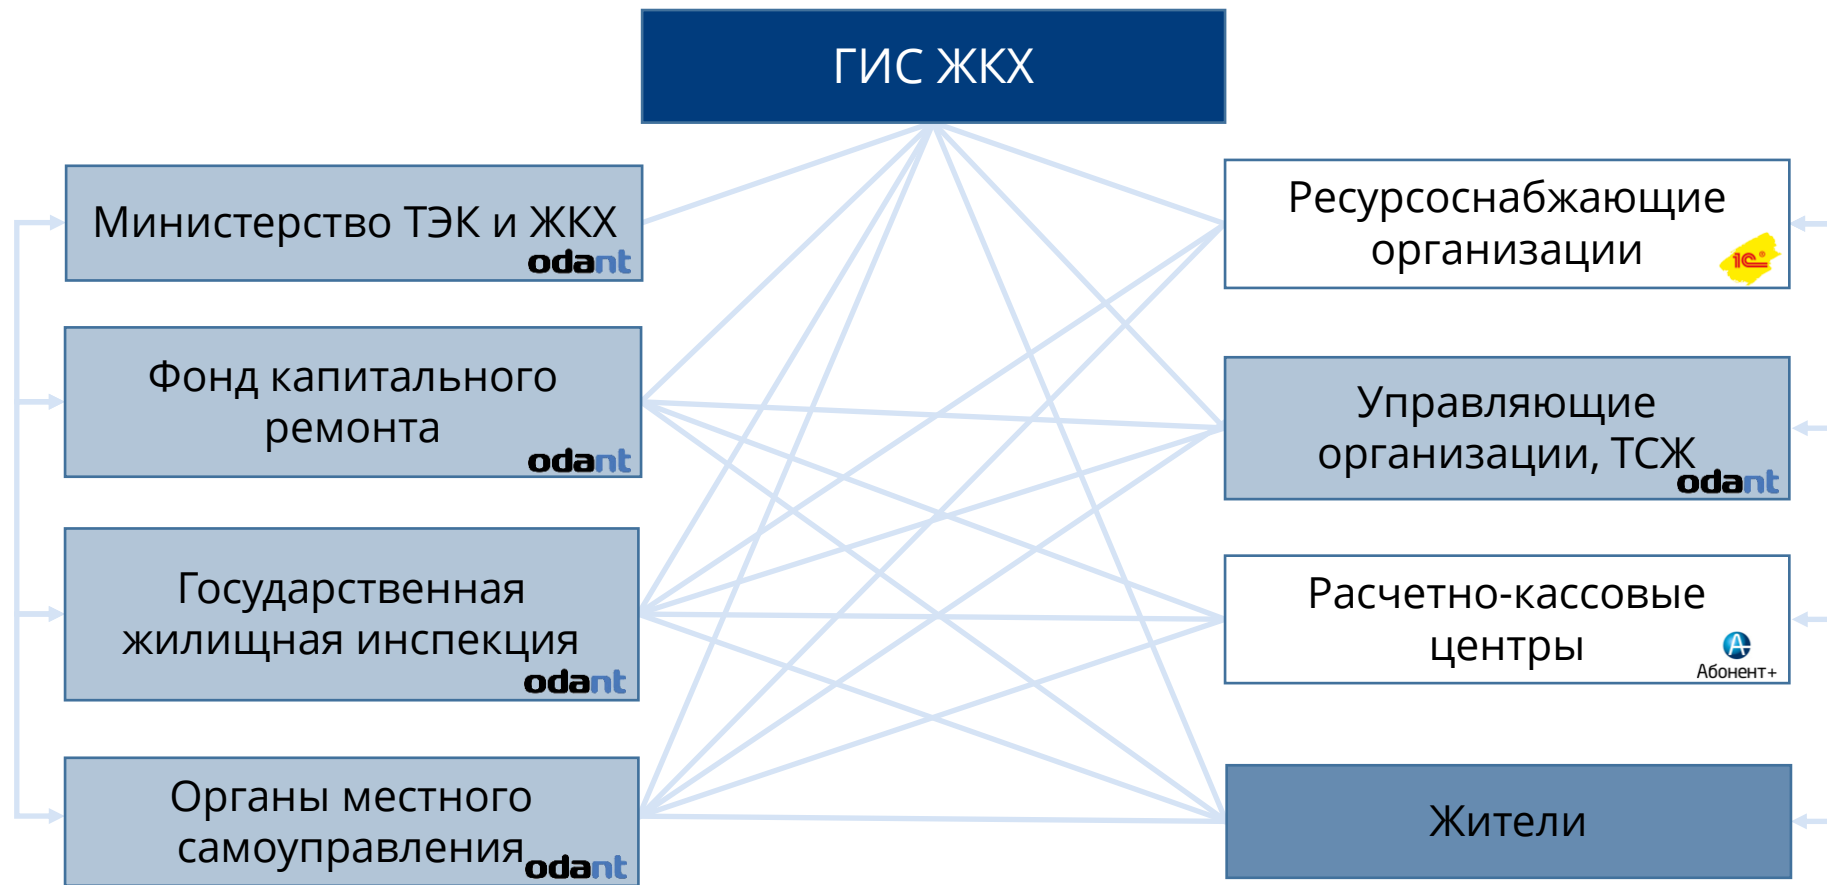 ГИС ЖКХ
Министерство ТЭК и ЖКХ
odant
Фонд капитального
ремонта
odant
Государственная
жилищная инспекция
odant
Органы местного
самоуправления
odant
Ресурсоснабжающие
организации
1С®
Управляющие
организации, ТСЖ
odant
Расчетно-кассовые
центры
Абонент+
Жители